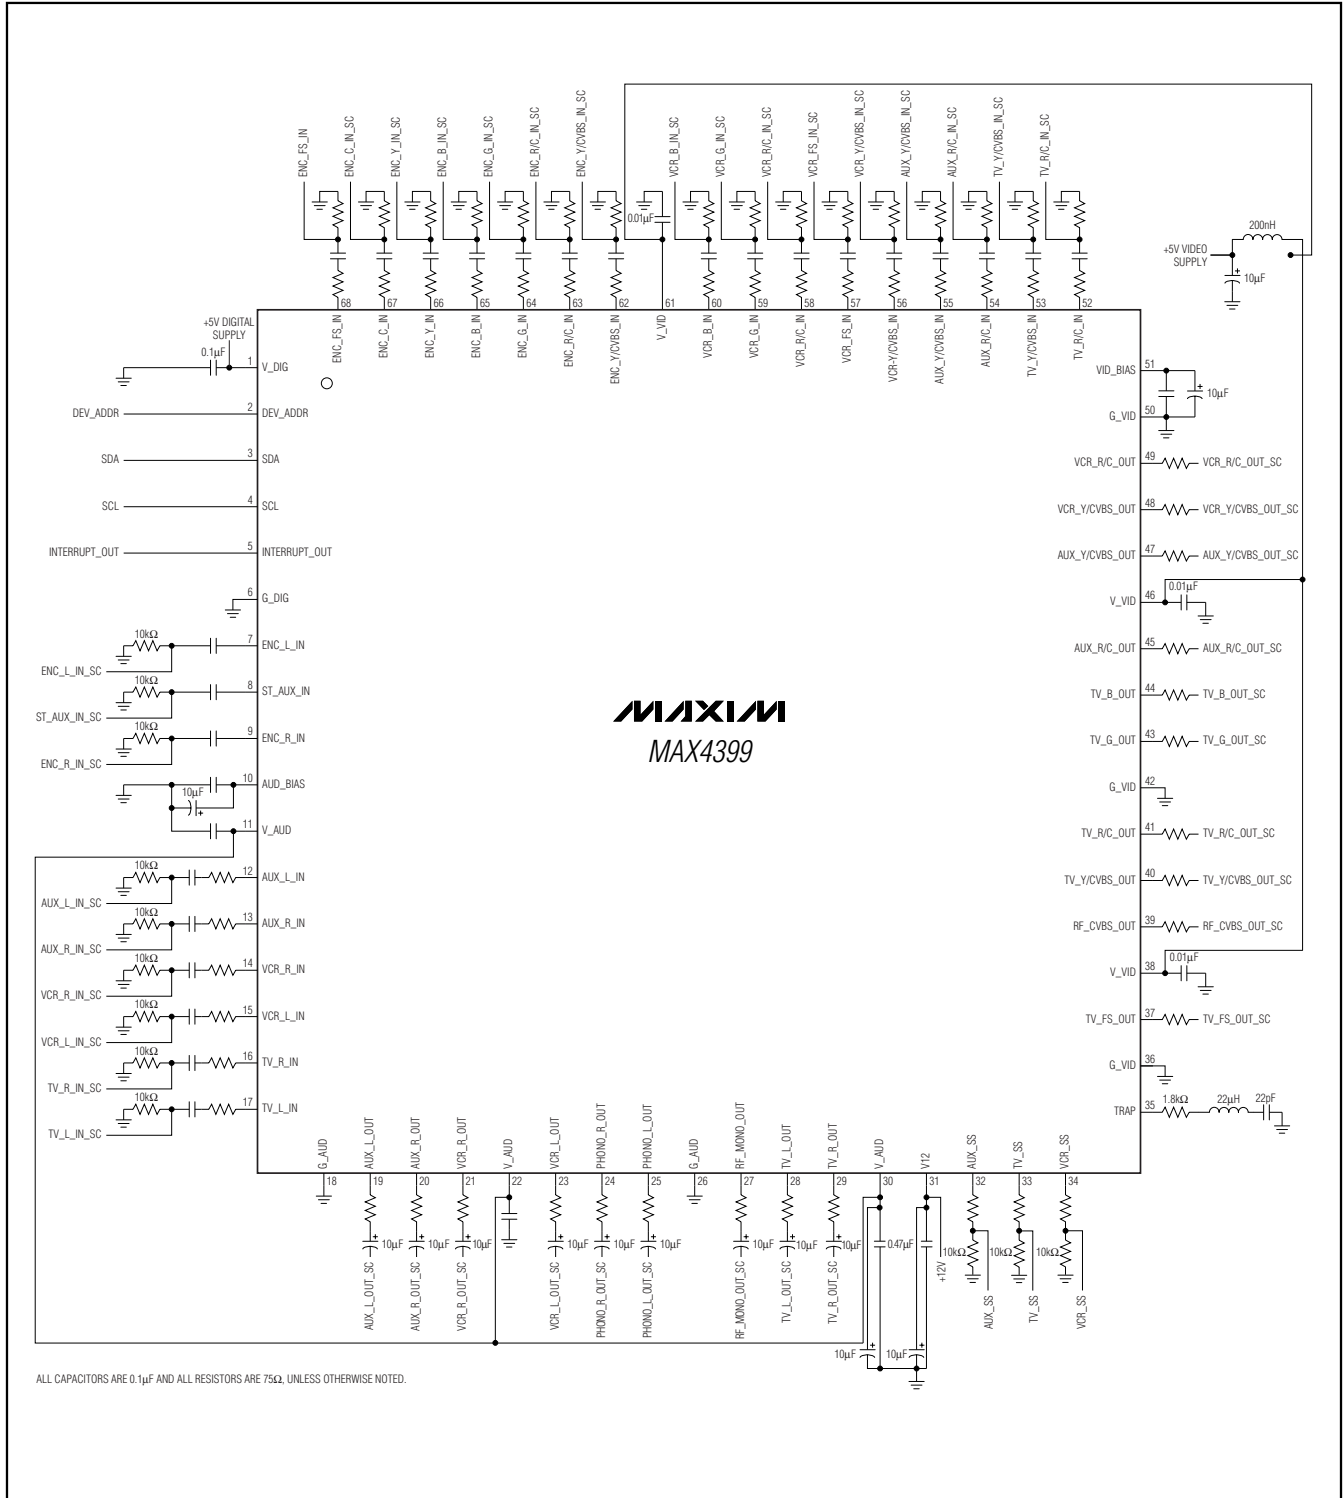 ENC_FS_IN
ENC_C_IN_SC
ENC_Y_IN_SC
ENC_B_IN_SC
ENC_G_IN_SC
ENC_R/C_IN_SC
ENC_Y/CVBS_IN_SC
VCR_B_IN_SC
VCR_G_IN_SC
VCR_R/C_IN_SC
VCR_FS_IN_SC
VCR_Y/CVBS_IN_SC
AUX_Y/CVBS_IN_SC
AUX_R/C_IN_SC
TV_Y/CVBS_IN_SC
TV_R/C_IN_SC
0.01μF
200nH
+5V VIDEO
SUPPLY
10μF
68
67
66
65
64
63
62
61
60
59
58
57
56
55
54
53
52
ENC_FS_IN
ENC_C_IN
ENC_Y_IN
ENC_B_IN
ENC_G_IN
ENC_R/C_IN
ENC_Y/CVBS_IN
V_VID
VCR_B_IN
VCR_G_IN
VCR_R/C_IN
VCR_FS_IN
VCR-Y/CVBS_IN
AUX_Y/CVBS_IN
AUX_R/C_IN
TV_Y/CVBS_IN
TV_R/C_IN
+5V DIGITAL
SUPPLY
0.1μF
1 V_DIG
DEV_ADDR 2 DEV_ADDR
SDA 3 SDA
SCL 4 SCL
INTERRUPT_OUT 5 INTERRUPT_OUT
6 G_DIG
10kΩ 7 ENC_L_IN
ENC_L_IN_SC
10kΩ 8 ST_AUX_IN
ST_AUX_IN_SC
10kΩ 9 ENC_R_IN
ENC_R_IN_SC
10 AUD_BIAS
10μF
11 V_AUD
10kΩ 12 AUX_L_IN
AUX_L_IN_SC
10kΩ 13 AUX_R_IN
AUX_R_IN_SC
10kΩ 14 VCR_R_IN
VCR_R_IN_SC
10kΩ 15 VCR_L_IN
VCR_L_IN_SC
10kΩ 16 TV_R_IN
TV_R_IN_SC
10kΩ 17 TV_L_IN
TV_L_IN_SC
MAXIM
MAX4399
VID_BIAS 51
10μF
G_VID 50
VCR_R/C_OUT 49 VCR_R/C_OUT_SC
VCR_Y/CVBS_OUT 48 VCR_Y/CVBS_OUT_SC
AUX_Y/CVBS_OUT 47 AUX_Y/CVBS_OUT_SC
V_VID 46 0.01μF
AUX_R/C_OUT 45 AUX_R/C_OUT_SC
TV_B_OUT 44 TV_B_OUT_SC
TV_G_OUT 43 TV_G_OUT_SC
G_VID 42
TV_R/C_OUT 41 TV_R/C_OUT_SC
TV_Y/CVBS_OUT 40 TV_Y/CVBS_OUT_SC
RF_CVBS_OUT 39 RF_CVBS_OUT_SC
V_VID 38 0.01μF
TV_FS_OUT 37 TV_FS_OUT_SC
G_VID 36
TRAP 35 1.8kΩ 22μH 22pF
G_AUD
AUX_L_OUT
AUX_R_OUT
VCR_R_OUT
V_AUD
VCR_L_OUT
PHONO_R_OUT
PHONO_L_OUT
G_AUD
RF_MONO_OUT
TV_L_OUT
TV_R_OUT
V_AUD
V12
AUX_SS
TV_SS
VCR_SS
18
19
20
21
22
23
24
25
26
27
28
29
30
31
32
33
34
10μF
10μF
10μF
10μF
10μF
10μF
10μF
10μF
10μF
0.47μF
+12V
10kΩ
10kΩ
10kΩ
AUX_L_OUT_SC
AUX_R_OUT_SC
VCR_R_OUT_SC
VCR_L_OUT_SC
PHONO_R_OUT_SC
PHONO_L_OUT_SC
RF_MONO_OUT_SC
TV_L_OUT_SC
TV_R_OUT_SC
AUX_SS
TV_SS
VCR_SS
10μF
10μF
ALL CAPACITORS ARE 0.1μF AND ALL RESISTORS ARE 75Ω, UNLESS OTHERWISE NOTED.